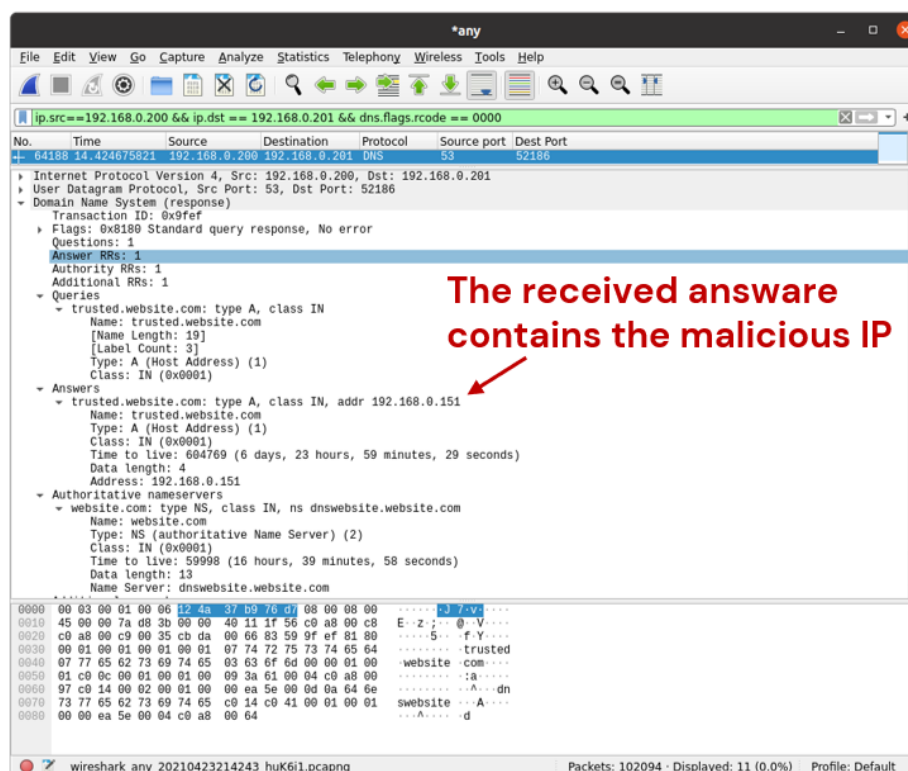 *any
File Edit View Go Capture Analyze Statistics Telephony Wireless Tools Help
ip.src==192.168.0.200 && ip.dst == 192.168.0.201 && dns.flags.rcode == 0000
No. Time Source Destination Protocol Source port Dest Port
64188 14.424675821 192.168.0.200 192.168.0.201 DNS 53 52186
Internet Protocol Version 4, Src: 192.168.0.200, Dst: 192.168.0.201
User Datagram Protocol, Src Port: 53, Dst Port: 52186
Domain Name System (response)
Transaction ID: 0x9fef
Flags: 0x8180 Standard query response, No error
Questions: 1
Answer RRs: 1
Authority RRs: 1
Additional RRs: 1
Queries
trusted.website.com: type A, class IN
Name: trusted.website.com
[Name Length: 19]
[Label Count: 3]
Type: A (Host Address) (1)
Class: IN (0x0001)
The received answare
contains the malicious IP
Answers
trusted.website.com: type A, class IN, addr 192.168.0.151
Name: trusted.website.com
Type: A (Host Address) (1)
Class: IN (0x0001)
Time to live: 604769 (6 days, 23 hours, 59 minutes, 29 seconds)
Data length: 4
Address: 192.168.0.151
Authoritative nameservers
website.com: type NS, class IN, ns dnswebsite.website.com
Name: website.com
Type: NS (authoritative Name Server) (2)
Class: IN (0x0001)
Time to live: 59998 (16 hours, 39 minutes, 58 seconds)
Data length: 13
Name Server: dnswebsite.website.com
0000 00 03 00 01 00 06 12 4a 37 b9 76 d7 08 00 08 00 ·······J 7·v·····
0010 45 00 00 7a d8 3b 00 00 40 11 1f 56 c0 a8 00 c8 E··z·;·· @··V····
0020 c0 a8 00 c9 00 35 cb da 00 66 83 59 9f ef 81 80 ·····5·· ·f·Y····
0030 00 01 00 01 00 01 00 01 07 74 72 75 73 74 65 64 ········ ·trusted
0040 07 77 65 62 73 69 74 65 03 63 6f 6d 00 00 01 00 ·website ·com····
0050 01 c0 0c 00 01 00 01 00 09 3a 61 00 04 c0 a8 00 ········ ·:a·····
0060 97 c0 14 00 02 00 01 00 00 ea 5e 00 0d 0a 64 6e ········ ··^···dn
0070 73 77 65 62 73 69 74 65 c0 14 c0 41 00 01 00 01 swebsite ···A····
0080 00 00 ea 5e 00 04 c0 a8 00 64 ···^···· ·d
wireshark_any_20210423214243_huK6i1.pcapng Packets: 102094 · Displayed: 11 (0.0%) Profile: Default